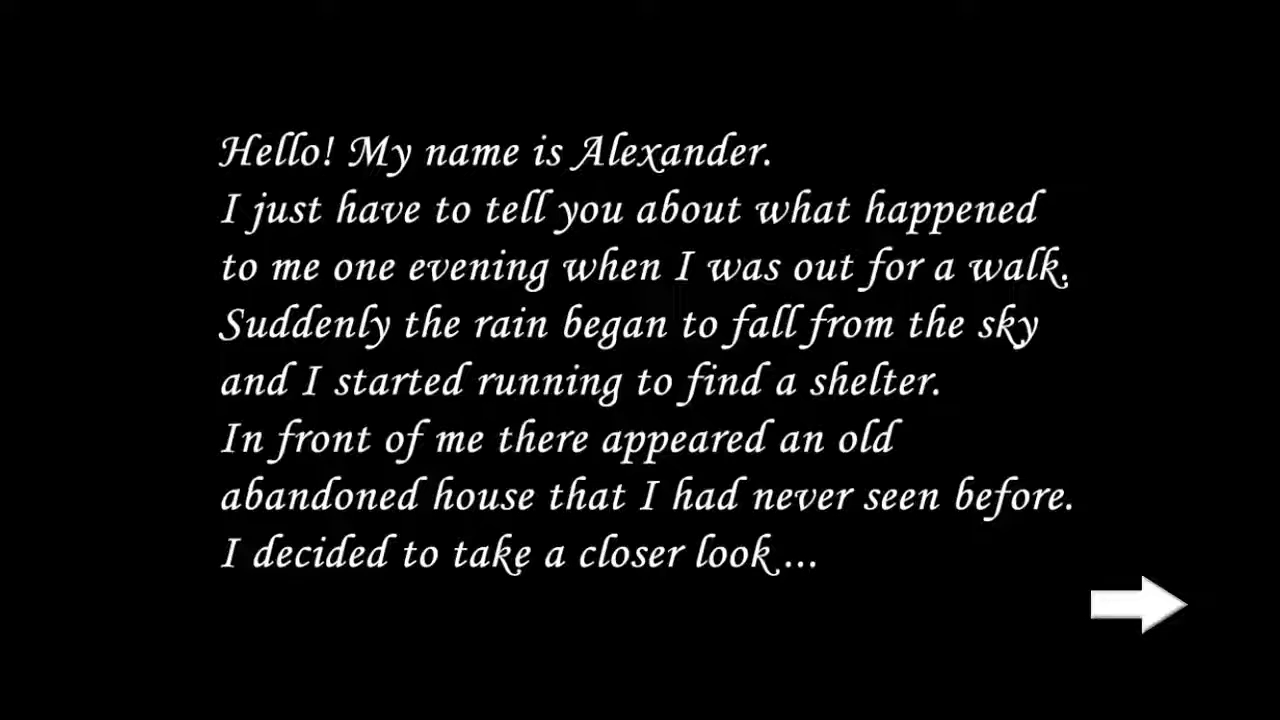 Hello! My name is Alexander.
I just have to tell you about what happened
to me one evening when I was out for a walk.
Suddenly the rain began to fall from the sky
and I started running to find a shelter.
In front of me there appeared an old
abandoned house that I had never seen before.
I decided to take a closer look ...